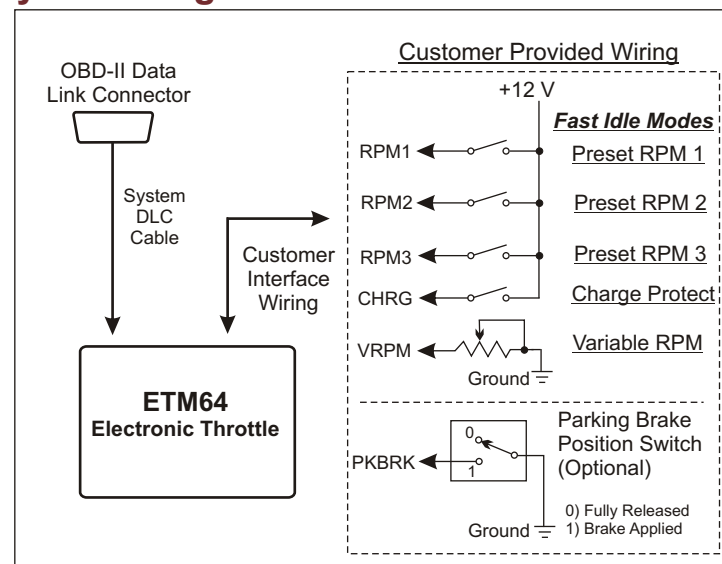 OBD-II Data
Link Connector
System
DLC
Cable
Customer
Interface
Wiring
ETM64
Electronic Throttle
Customer Provided Wiring
+12 V
Fast Idle Modes
RPM1
Preset RPM 1
RPM2
Preset RPM 2
RPM3
Preset RPM 3
CHRG
Charge Protect
VRPM
Variable RPM
Ground
Parking Brake
Position Switch
(Optional)
PKBRK
0
1
0) Fully Released
1) Brake Applied
Ground